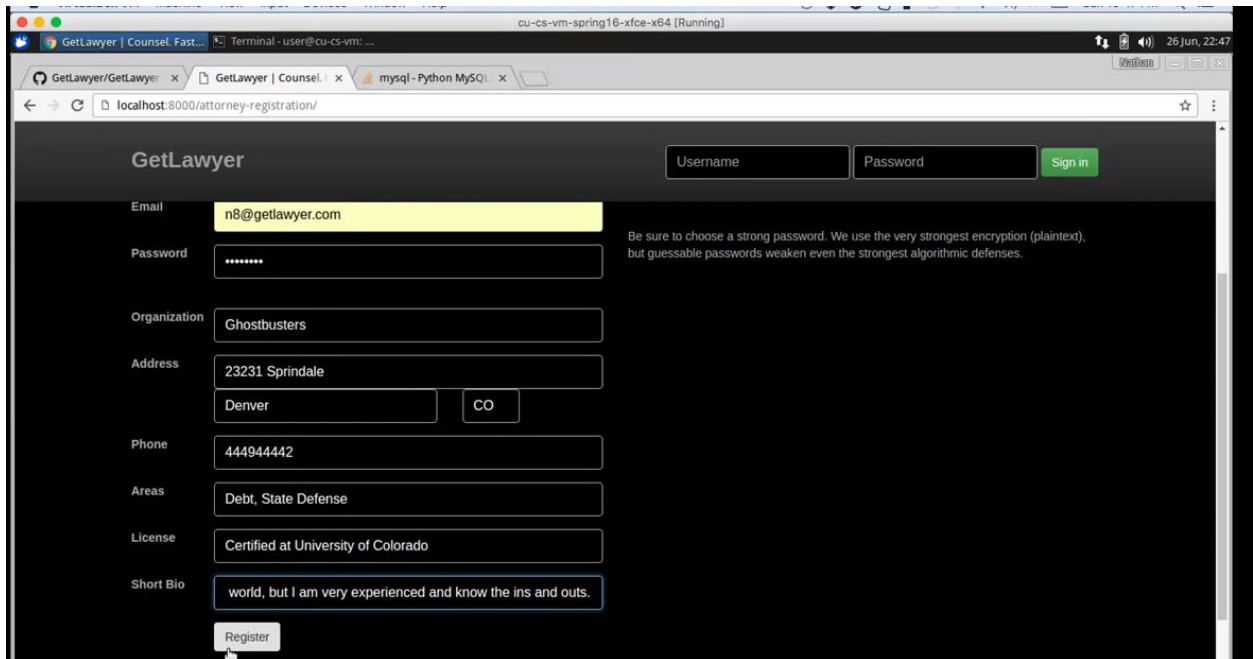 cu-cs-vm-spring16-xfce-x64 [Running]
GetLawyer | Counsel. Fast... Terminal - user@cu-cs-vm: ... 26 Jun, 22:47
GetLawyer/GetLawyer GetLawyer | Counsel. mysql - Python MySQL Nathan
localhost:8000/attorney-registration/
GetLawyer Username Password Sign in
Email n8@getlawyer.com
Be sure to choose a strong password. We use the very strongest encryption (plaintext),
Password •••••••• but guessable passwords weaken even the strongest algorithmic defenses.
Organization Ghostbusters
Address 23231 Sprindale
Denver CO
Phone 444944442
Areas Debt, State Defense
License Certified at University of Colorado
Short Bio world, but I am very experienced and know the ins and outs.
Register